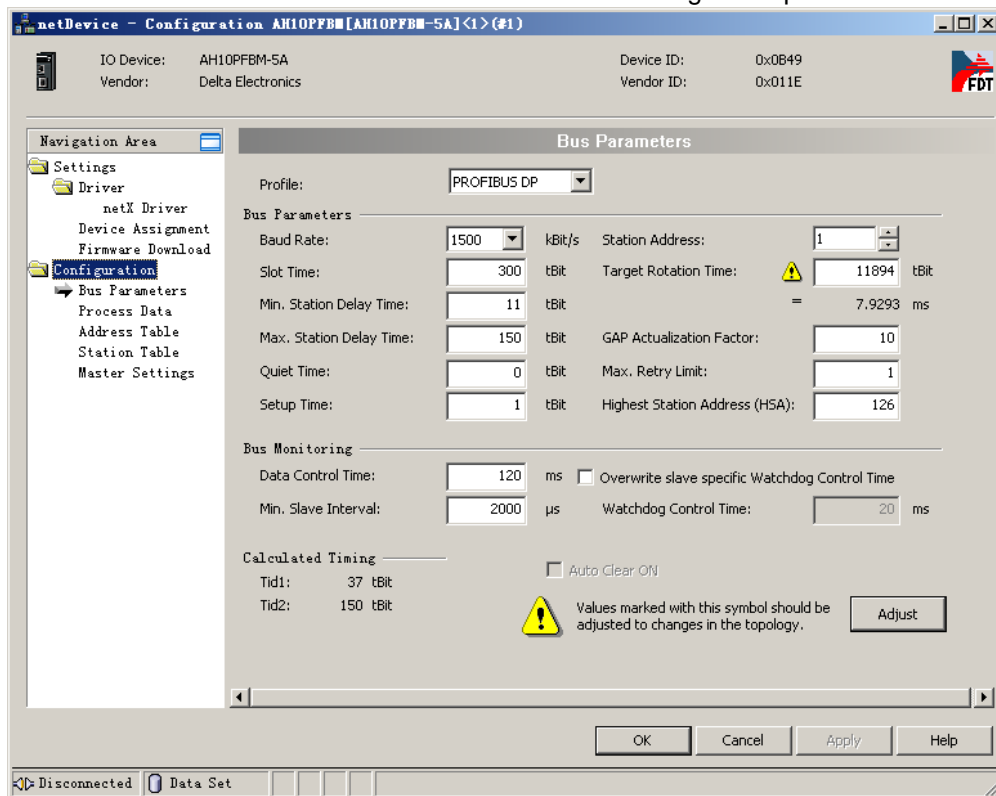 netDevice - Configuration AH10PFBM[AH10PFBM-5A]<1>(#1)
IO Device: AH10PFBM-5A Device ID: 0x0B49
Vendor: Delta Electronics Vendor ID: 0x011E
FDT
Navigation Area
Settings
Driver
netX Driver
Device Assignment
Firmware Download
Configuration
Bus Parameters
Process Data
Address Table
Station Table
Master Settings
Bus Parameters
Profile: PROFIBUS DP
Bus Parameters
Baud Rate: 1500 kBit/s Station Address: 1
Slot Time: 300 tBit Target Rotation Time: 11894 tBit
Min. Station Delay Time: 11 tBit = 7.9293 ms
Max. Station Delay Time: 150 tBit GAP Actualization Factor: 10
Quiet Time: 0 tBit Max. Retry Limit: 1
Setup Time: 1 tBit Highest Station Address (HSA): 126
Bus Monitoring
Data Control Time: 120 ms Overwrite slave specific Watchdog Control Time
Min. Slave Interval: 2000 µs Watchdog Control Time: 20 ms
Calculated Timing
Auto Clear ON
Tid1: 37 tBit
Tid2: 150 tBit
Values marked with this symbol should be
adjusted to changes in the topology.
Adjust
OK Cancel Apply Help
Disconnected Data Set